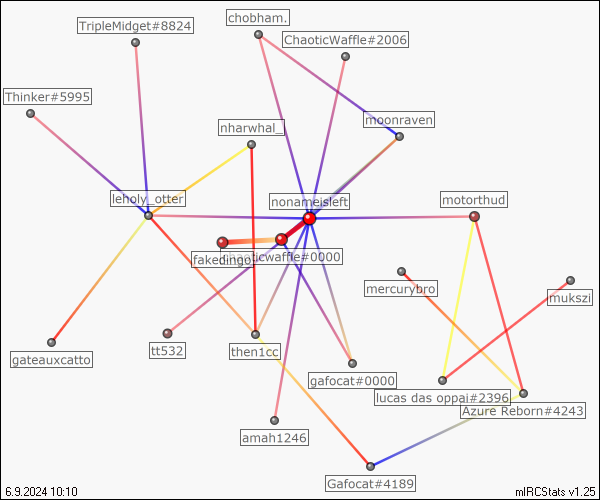 chobham.
TripleMidget#8824
ChaoticWaffle#2006
Thinker#5995
moonraven
nharwhal_
leholy_otter
nonameisleft
motorthud
chaoticwaffle#0000
fakedingo
mercurybro
mukszi
tt532
then1cc
gateauxcatto
gafocat#0000
lucas das oppai#2396
Azure Reborn#4243
amah1246
Gafocat#4189
6.9.2024 10:10
mIRCStats v1.25